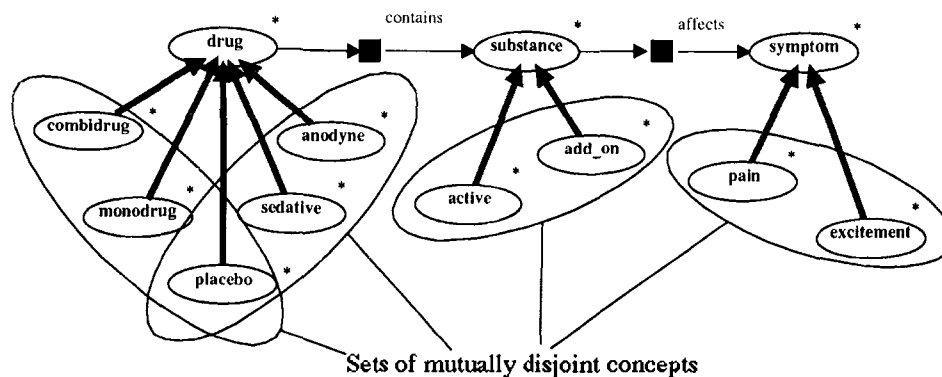 contains
affects
* * *
drug
substance
symptom
combidrug *
anodyne *
add_on *
pain *
monodrug *
sedative *
active *
excitement *
placebo *
Sets of mutually disjoint concepts